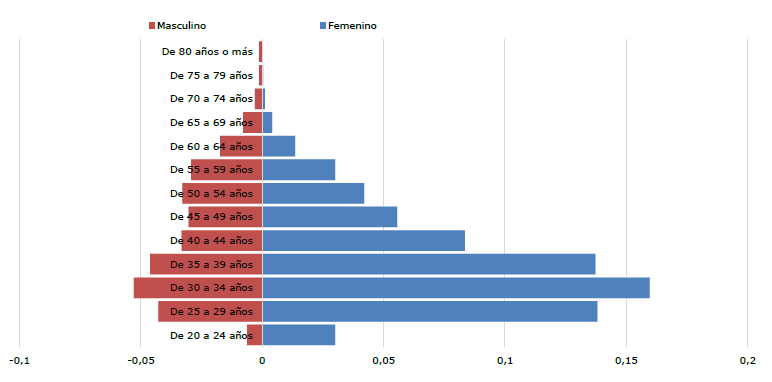 Masculino Femenino
De 80 años o más
De 75 a 79 años
De 70 a 74 años
De 65 a 69 años
De 60 a 64 años
De 55 a 59 años
De 50 a 54 años
De 45 a 49 años
De 40 a 44 años
De 35 a 39 años
De 30 a 34 años
De 25 a 29 años
De 20 a 24 años
-0,1 -0,05 0 0,05 0,1 0,15 0,2